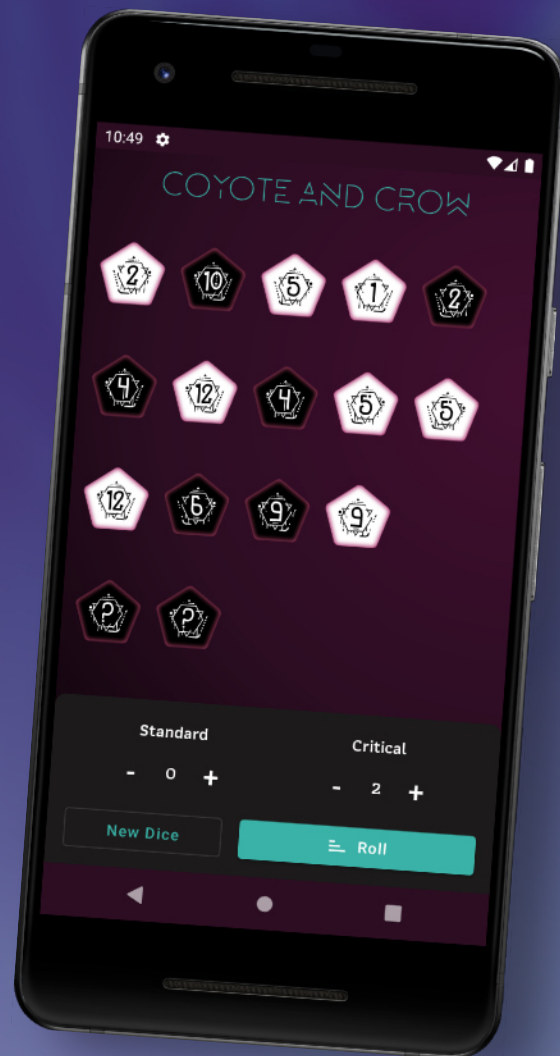 10:49
COYOTE AND CROW
2 10 5 1 2
4 12 4 5 5
12 6 9 9
? ?
Standard Critical
- 0 + - 2 +
New Dice Roll